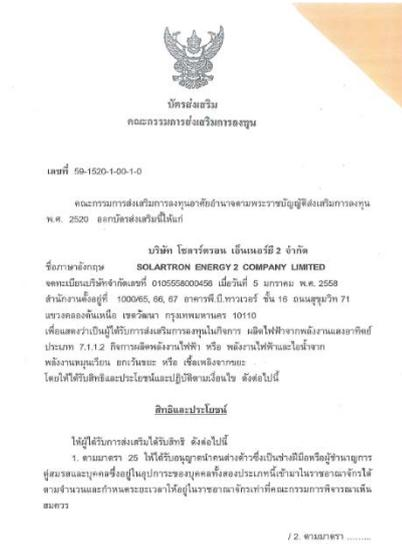 บัตรส่งเสริม
คณะกรรมการส่งเสริมการลงทุน
เลขที่ 59-1520-1-00-1-0
คณะกรรมการส่งเสริมการลงทุนอาศัยอำนาจตามพระราชบัญญัติส่งเสริมการลงทุน
พ.ศ. 2520 ออกบัตรส่งเสริมนี้ให้แก่
บริษัท โซลาร์ตรอน เอ็นเนอร์ยี 2 จำกัด
ชื่อภาษาอังกฤษ SOLARTRON ENERGY 2 COMPANY LIMITED
จดทะเบียนบริษัทจำกัดเลขที่ 0105558000456 เมื่อวันที่ 5 มกราคม พ.ศ. 2558
สำนักงานตั้งอยู่ที่ 1000/65, 66, 67 อาคารพี.บี.ทาวเวอร์ ชั้น 16 ถนนสุขุมวิท 71
แขวงคลองตันเหนือ เขตวัฒนา กรุงเทพมหานคร 10110
เพื่อแสดงว่าเป็นผู้ได้รับการส่งเสริมการลงทุนในกิจการ ผลิตไฟฟ้าจากพลังงานแสงอาทิตย์
ประเภท 7.1.1.2 กิจการผลิตพลังงานไฟฟ้า หรือ พลังงานไฟฟ้าและไอน้ำจาก
พลังงานหมุนเวียน ยกเว้นขยะ หรือ เชื้อเพลิงจากขยะ
โดยให้ได้รับสิทธิและประโยชน์และปฏิบัติตามเงื่อนไข ดังต่อไปนี้
สิทธิและประโยชน์
ให้ผู้ได้รับการส่งเสริมได้รับสิทธิ ดังต่อไปนี้
1. ตามมาตรา 25 ให้ได้รับอนุญาตนำคนต่างด้าวซึ่งเป็นช่างฝีมือหรือผู้ชำนาญการ
คู่สมรสและบุคคลซึ่งอยู่ในอุปการะของบุคคลทั้งสองประเภทนี้เข้ามาในราชอาณาจักรได้
ตามจำนวนและกำหนดระยะเวลาให้อยู่ในราชอาณาจักรเท่าที่คณะกรรมการพิจารณาเห็น
สมควร
/ 2. ตามมาตรา .........